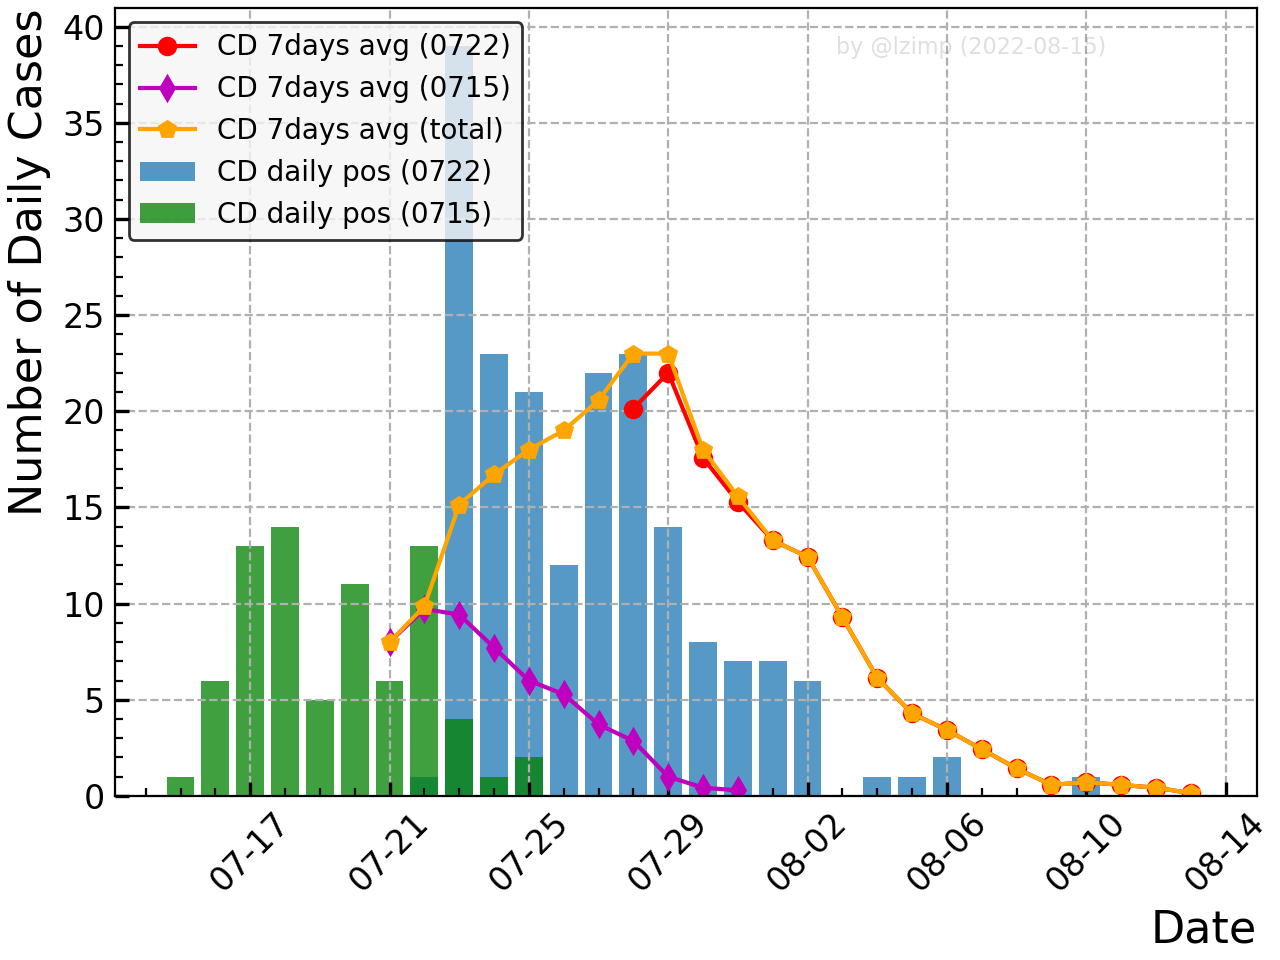 Number of Daily Cases
40
35
30
25
20
15
10
5
0
CD 7days avg (0722)
CD 7days avg (0715)
CD 7days avg (total)
CD daily pos (0722)
CD daily pos (0715)
by @lzimp (2022-08-15)
07-17
07-21
07-25
07-29
08-02
08-06
08-10
08-14
Date